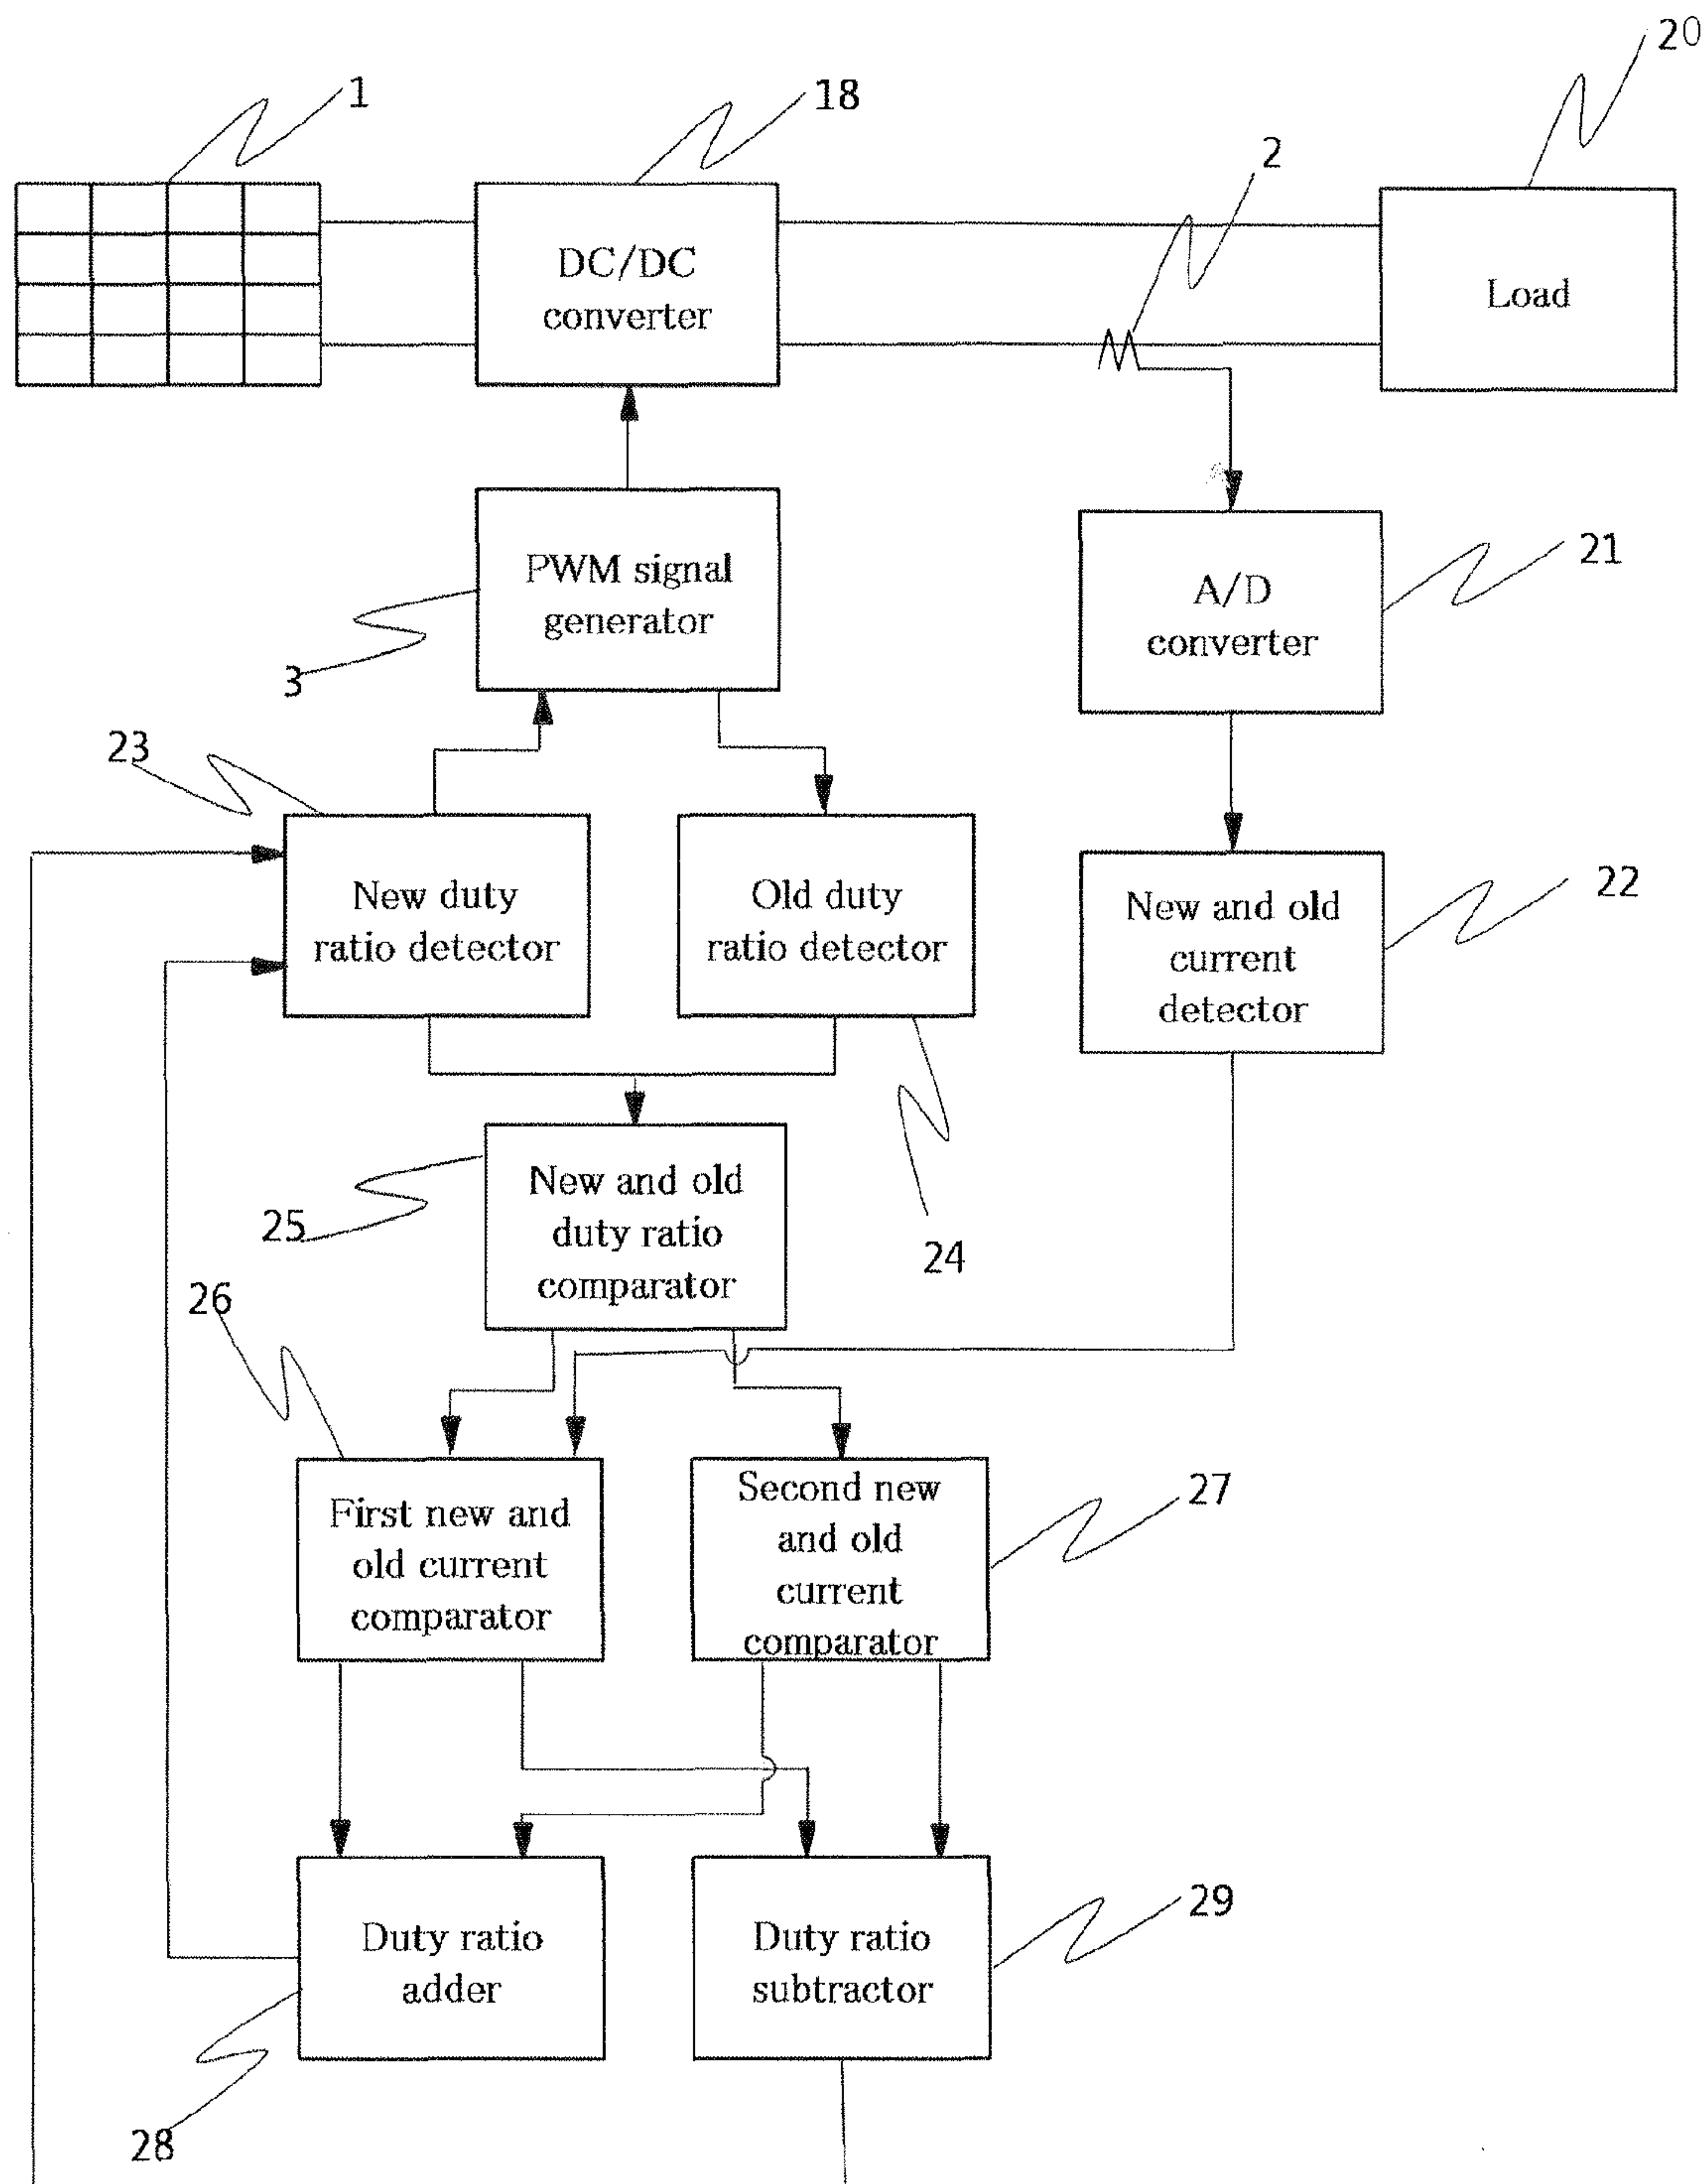 20
1
18
2
DC/DC
converter
Load
PWM signal
generator
3
A/D
converter
21
23
New duty
ratio detector
Old duty
ratio detector
New and old
current
detector
22
New and old
duty ratio
comparator
25
24
26
First new and
old current
comparator
Second new
and old
current
comparator
27
Duty ratio
adder
Duty ratio
subtractor
29
28